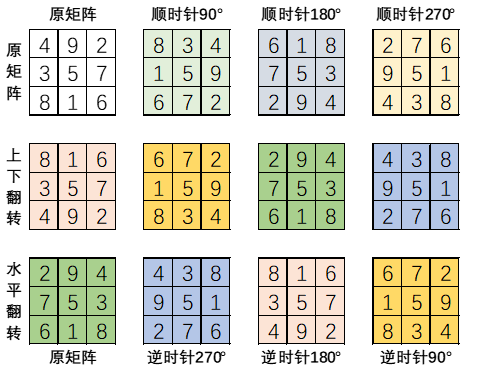 原矩阵 顺时针90° 顺时针180° 顺时针270°
原矩阵
4 9 2 8 3 4 6 1 8 2 7 6
3 5 7 1 5 9 7 5 3 9 5 1
8 1 6 6 7 2 2 9 4 4 3 8
上下翻转
8 1 6 6 7 2 2 9 4 4 3 8
3 5 7 1 5 9 7 5 3 9 5 1
4 9 2 8 3 4 6 1 8 2 7 6
水平翻转
2 9 4 4 3 8 8 1 6 6 7 2
7 5 3 9 5 1 3 5 7 1 5 9
6 1 8 2 7 6 4 9 2 8 3 4
原矩阵 逆时针270° 逆时针180° 逆时针90°